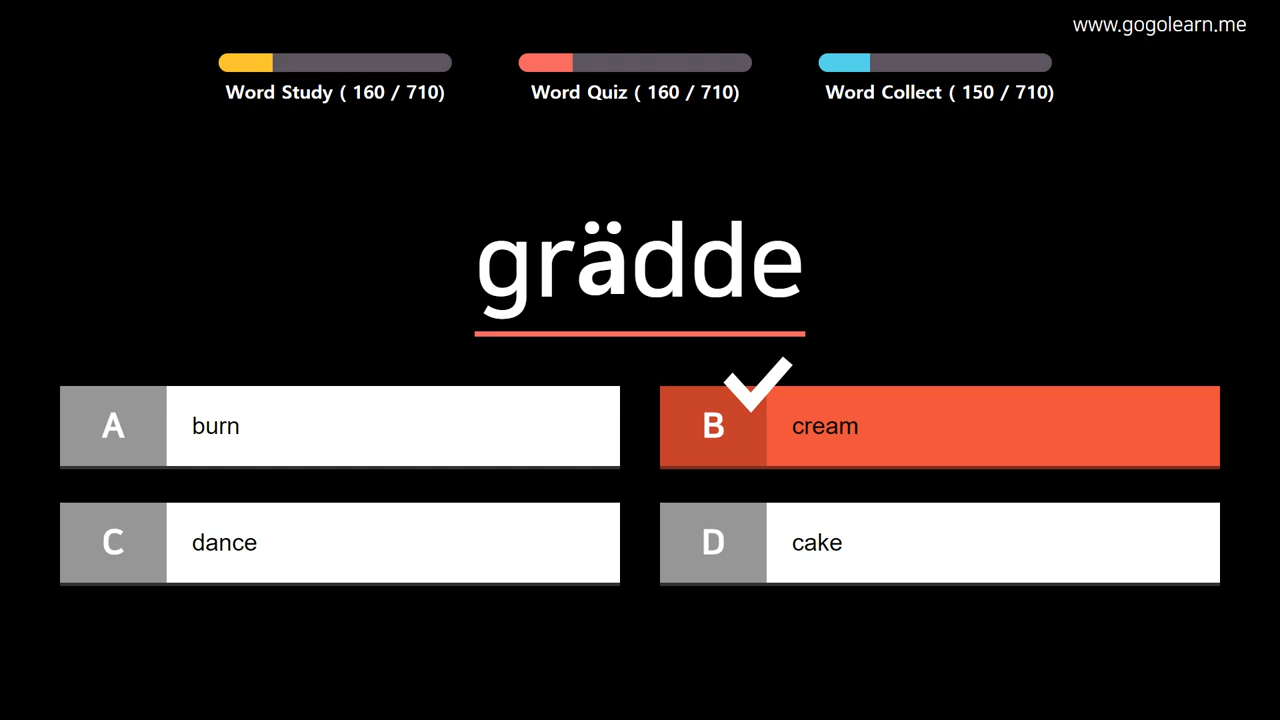 www.gogolearn.me
Word Study ( 160 / 710)
Word Quiz ( 160 / 710)
Word Collect ( 150 / 710)
grädde
A burn
B cream
C dance
D cake